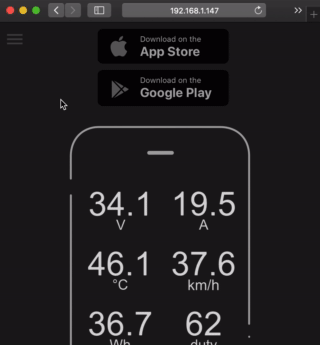 192.168.1.147
Download on the
App Store
Download on the
Google Play
34.1 19.5
V A
46.1 37.6
°C km/h
36.7 62
Wh duty